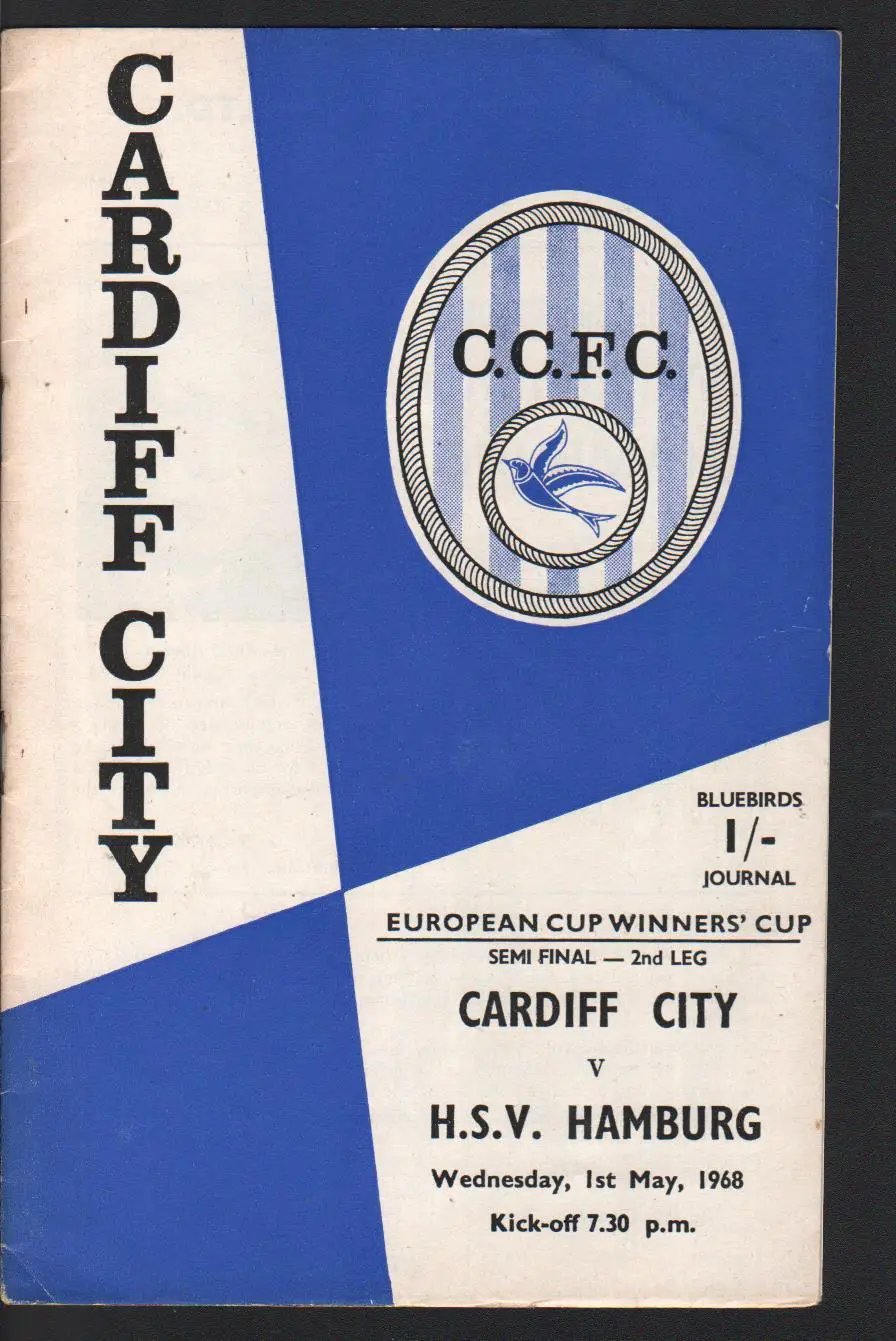 CARDIFF CITY
C.C.F.C.
BLUEBIRDS
1/-
JOURNAL
EUROPEAN CUP WINNERS' CUP
SEMI FINAL — 2nd LEG
CARDIFF CITY
v
H.S.V. HAMBURG
Wednesday, 1st May, 1968
Kick-off 7.30 p.m.